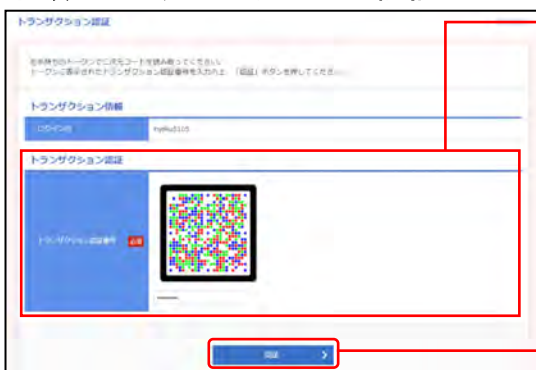 トランザクション認証
お手持ちのトークンで二次元コードを読み取ってください。
トークンに表示されたトランザクション認証番号を入力の上、「認証」ボタンを押してください。
トランザクション情報
ログインID
トランザクション認証
トランザクション認証番号 必須
認証